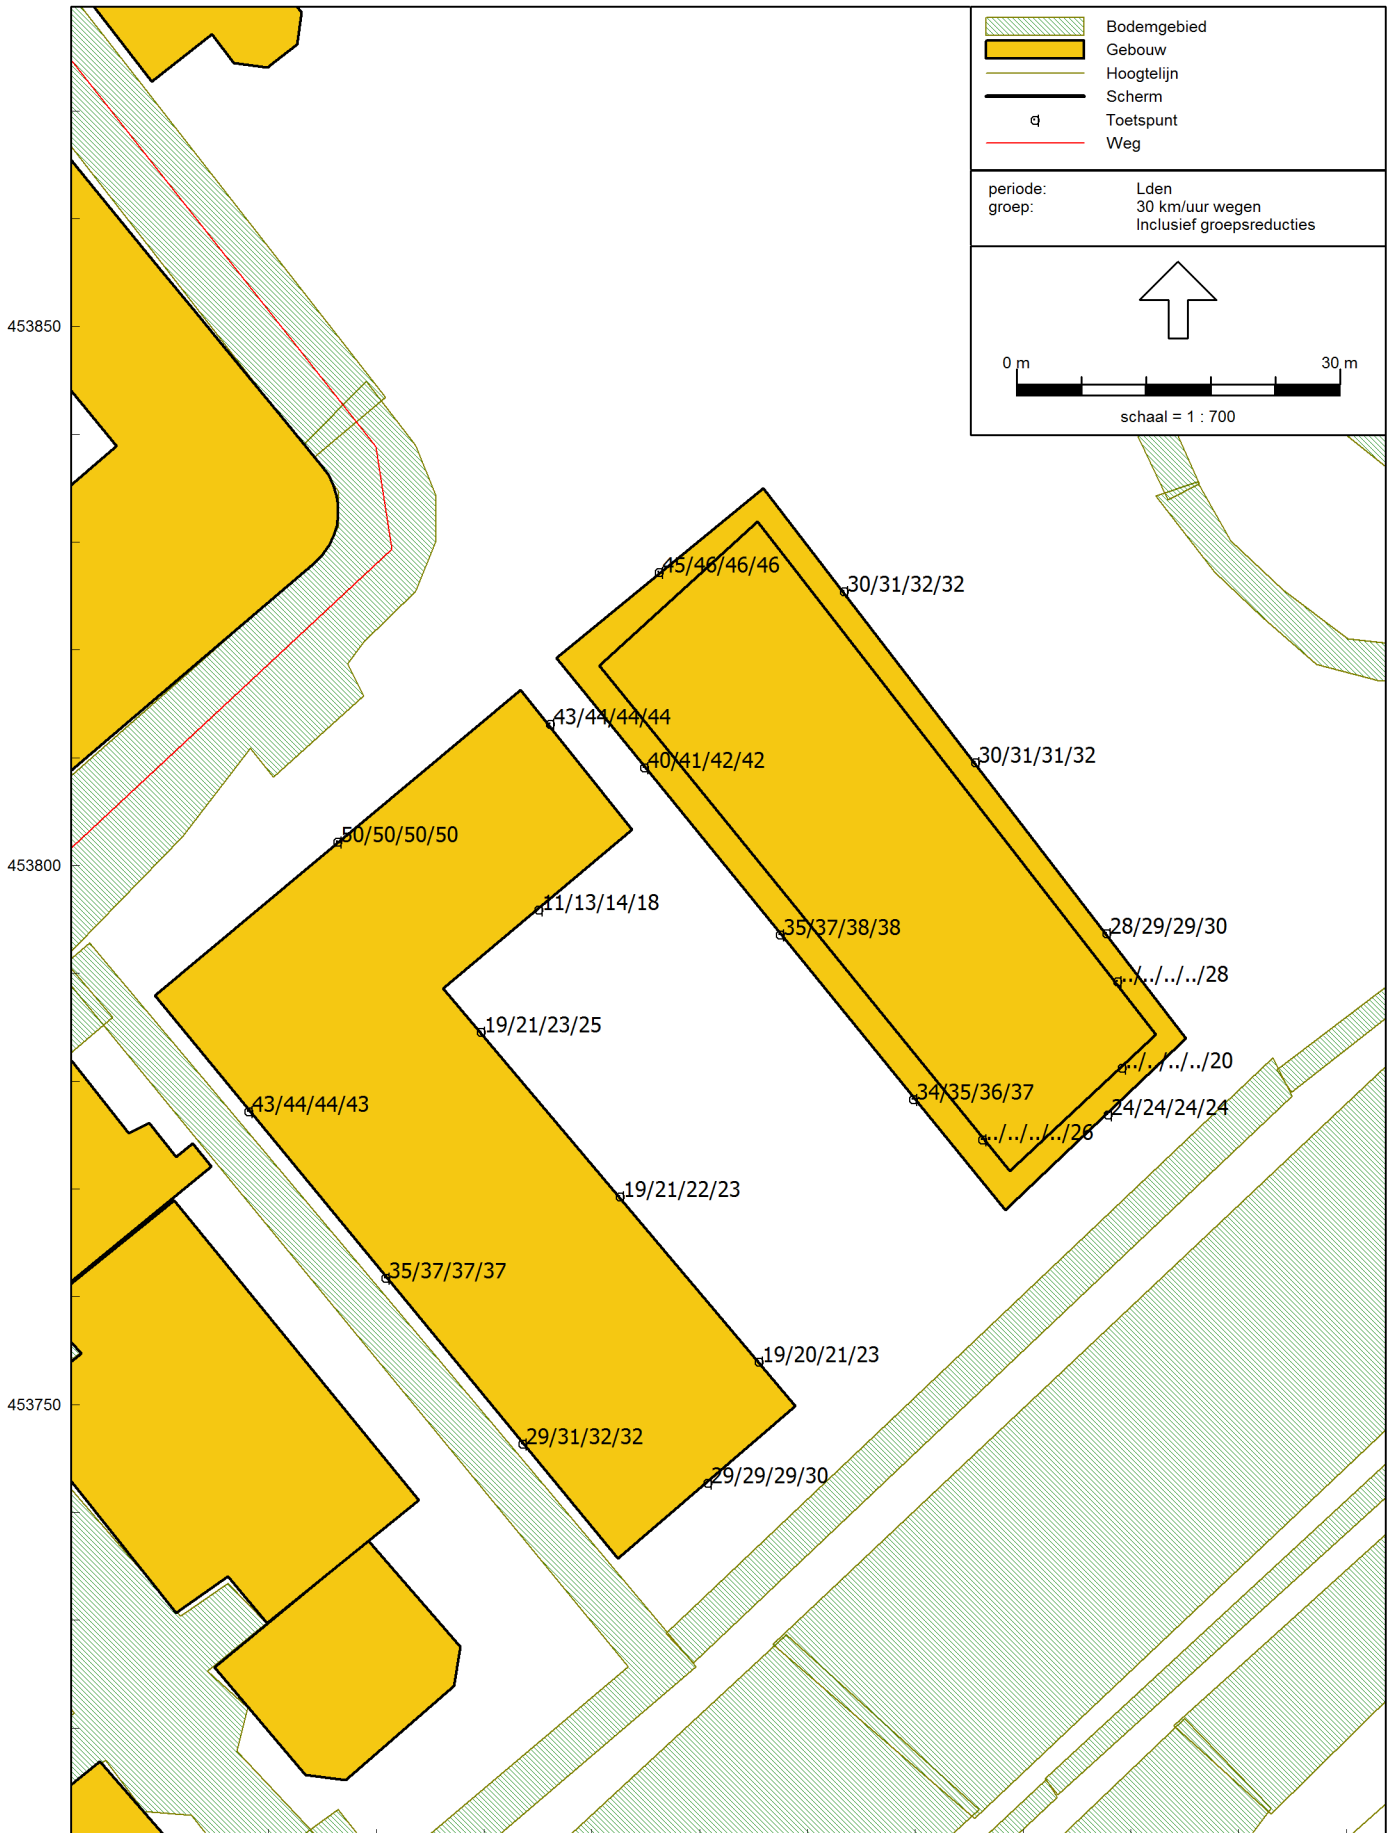 Bodemgebied
Gebouw
Hoogtelijn
Scherm
Toetspunt
Weg
periode: Lden
groep: 30 km/uur wegen
Inclusief groepsreducties
0 m 30 m
schaal = 1 : 700
453850
45/46/46/46
30/31/32/32
43/44/44/44
40/41/42/42
30/31/31/32
50/50/50/50
453800
11/13/14/18
35/37/38/38
28/29/29/30
../../../../28
19/21/23/25
../../../../20
34/35/36/37
43/44/44/43
24/24/24/24
../../../../26
19/21/22/23
35/37/37/37
19/20/21/23
453750
29/31/32/32
29/29/29/30